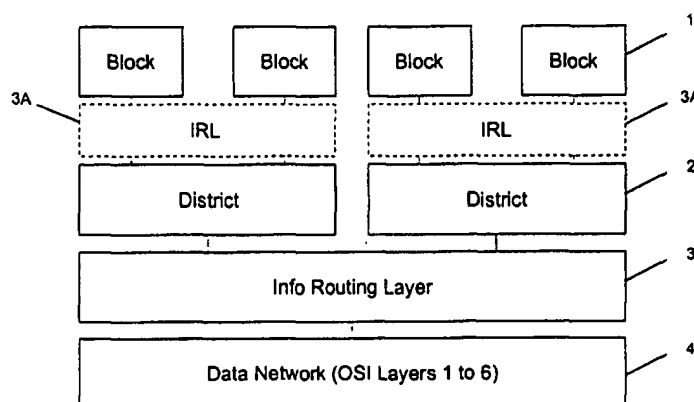 1
Block Block Block Block
3A 3A
IRL IRL
2
District District
3
Info Routing Layer
4
Data Network (OSI Layers 1 to 6)